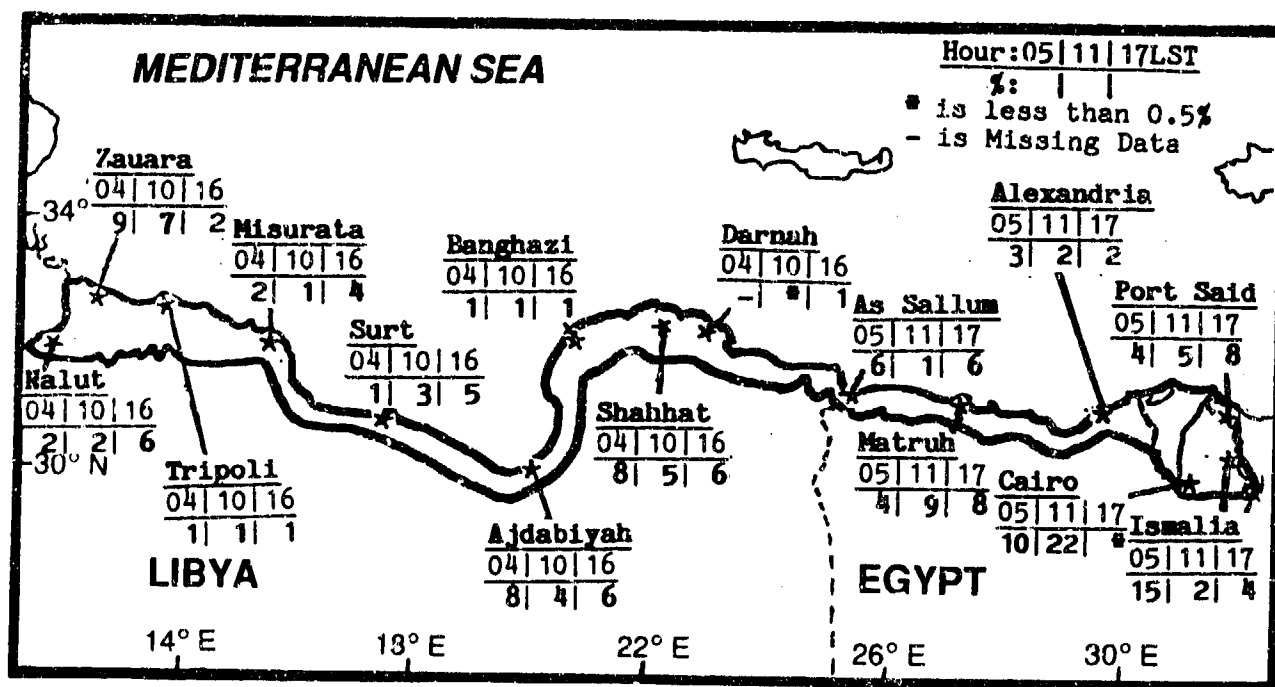 MEDITERRANEAN SEA
Hour:05|11|17LST
%: | |
* is less than 0.5%
- is Missing Data
Zauara
04|10|16
9| 7| 2
34°
Misurata
04|10|16
2| 1| 4
Banghazi
04|10|16
1| 1| 1
Darnah
04|10|16
-| *| 1
Alexandria
05|11|17
3| 2| 2
As Sallum
05|11|17
6| 1| 6
Port Said
05|11|17
4| 5| 8
Surt
04|10|16
1| 3| 5
Nalut
04|10|16
2| 2| 6
30° N
Tripoli
04|10|16
1| 1| 1
Shahhat
04|10|16
8| 5| 6
Matruh
05|11|17
4| 9| 8
Cairo
05|11|17
10|22| *
Ismalia
05|11|17
15| 2| 4
Ajdabiyah
04|10|16
8| 4| 6
LIBYA
EGYPT
14° E
18° E
22° E
26° E
30° E